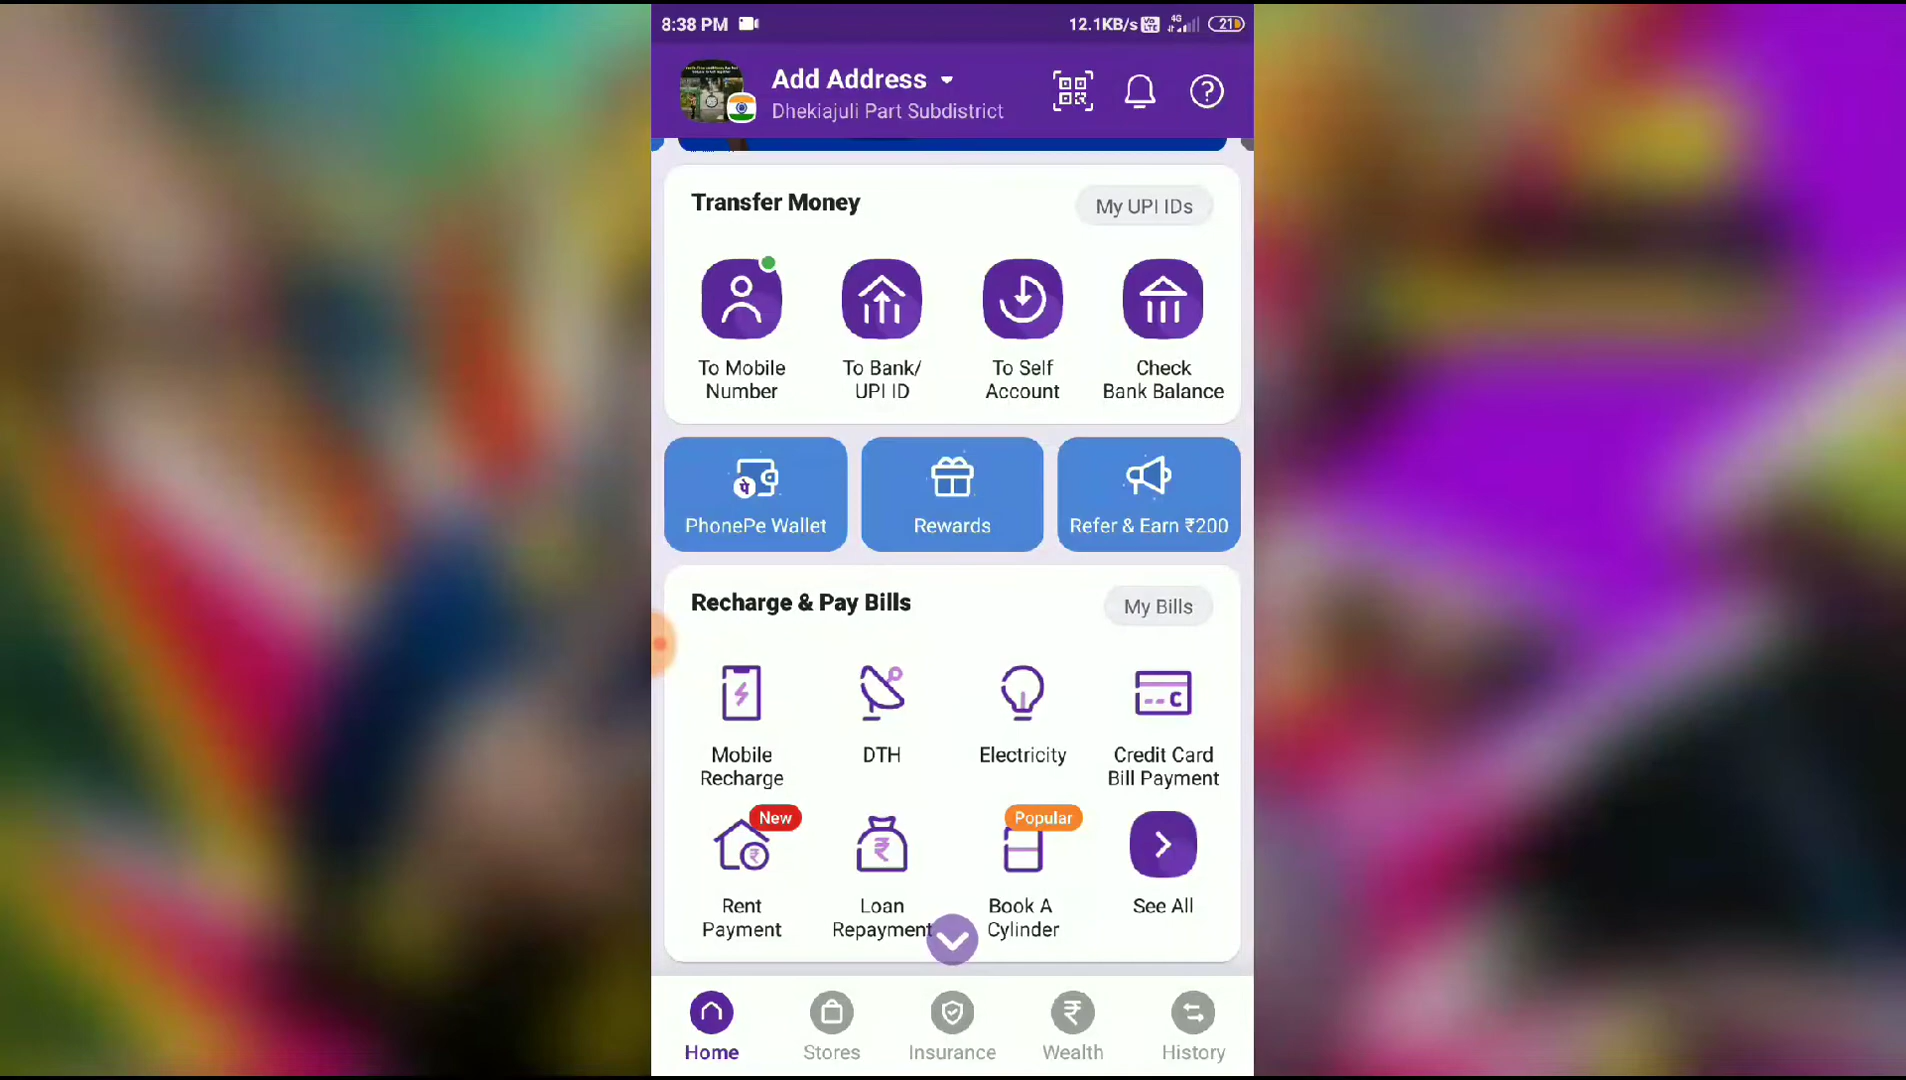 8:38 PM 12.1KB/s Vo LTE 4G 21
Add Address
Dhekiajuli Part Subdistrict
Transfer Money My UPI IDs
To Mobile To Bank/ To Self Check
Number UPI ID Account Bank Balance
पे
PhonePe Wallet Rewards Refer & Earn ₹200
Recharge & Pay Bills My Bills
Mobile DTH Electricity Credit Card
Recharge Bill Payment
New Popular
Rent Loan Book A See All
Payment Repayment Cylinder
Home Stores Insurance Wealth History